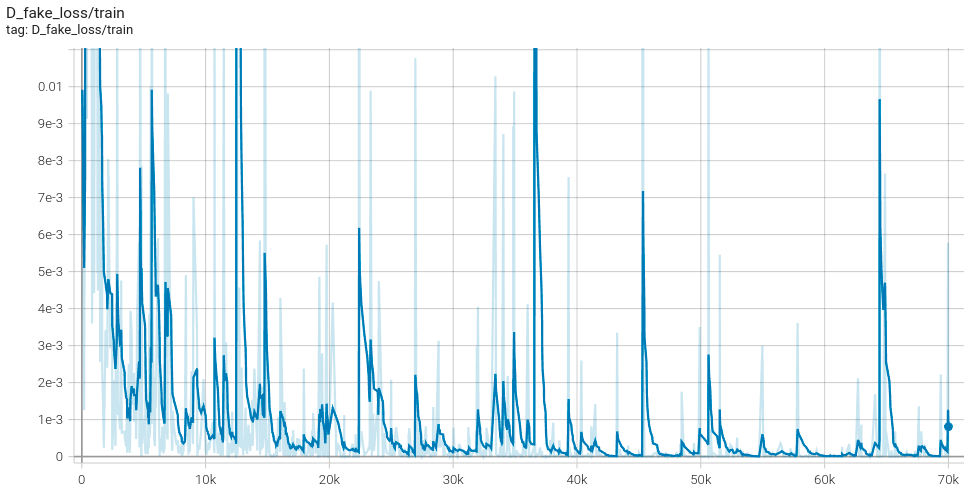 D_fake_loss/train
tag: D_fake_loss/train
0.01
9e-3
8e-3
7e-3
6e-3
5e-3
4e-3
3e-3
2e-3
1e-3
0
0 10k 20k 30k 40k 50k 60k 70k